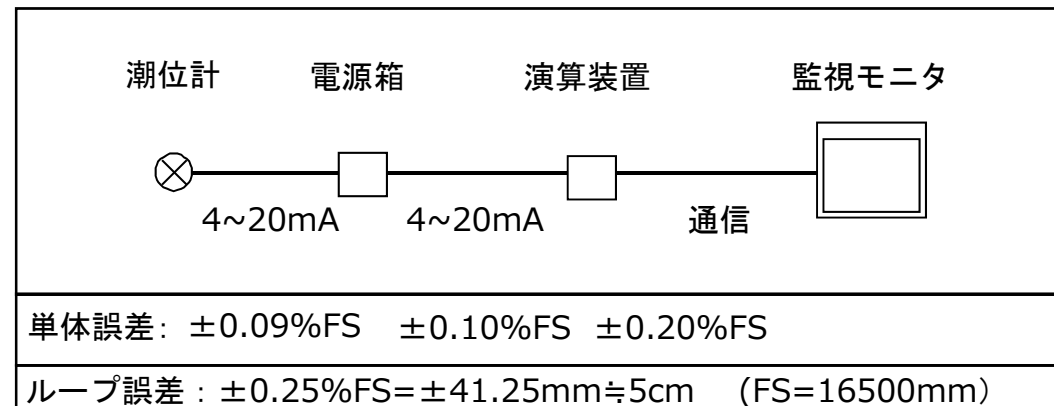 潮位計 電源箱 演算装置 監視モニタ
4~20mA 4~20mA 通信
単体誤差: ±0.09%FS ±0.10%FS ±0.20%FS
ループ誤差：±0.25%FS=±41.25mm≒5cm (FS=16500mm）